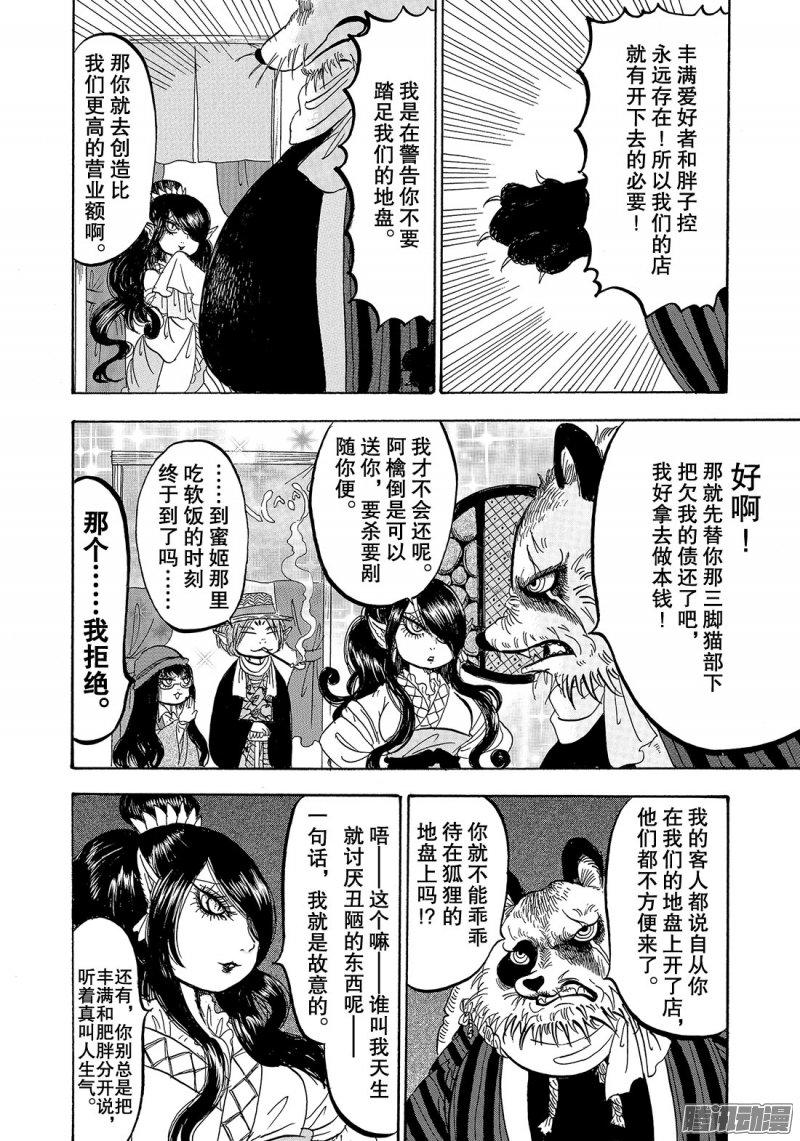 丰满爱好者和胖子控
永远存在！所以我们的店
就有开下去的必要！
我是在警告你不要
踏足我们的地盘。
那你就去创造比
我们更高的营业额啊。
好啊！
那就先替你那三脚猫部下
把欠我的债还了吧，
我好拿去做本钱！
我才不会还呢。
阿檎倒是可以
送你，要杀要剐
随你便。
……到蜜姬那里
吃软饭的时刻
终于到了吗……
那个……我拒绝。
我的客人都说自从你
在我们的地盘上开了店，
他们都不方便来了。
你就不能乖乖
待在狐狸的
地盘上吗!?
唔——这个嘛——谁叫我天生
就讨厌丑陋的东西呢——
一句话，我就是故意的。
还有，你别总是把
丰满和肥胖分开说，
听着真叫人生气。
腾讯动漫